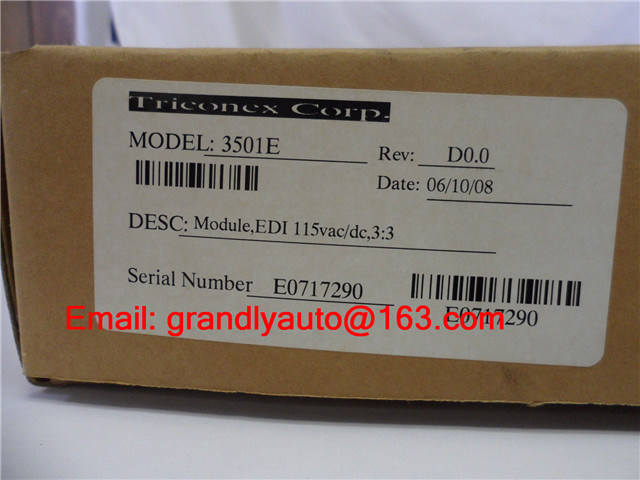 Triconex Corp.
MODEL: 3501E
Rev: D0.0
Date: 06/10/08
DESC: Module,EDI 115vac/dc,3:3
Serial Number E0717290
E0717290
Email: grandlyauto@163.com